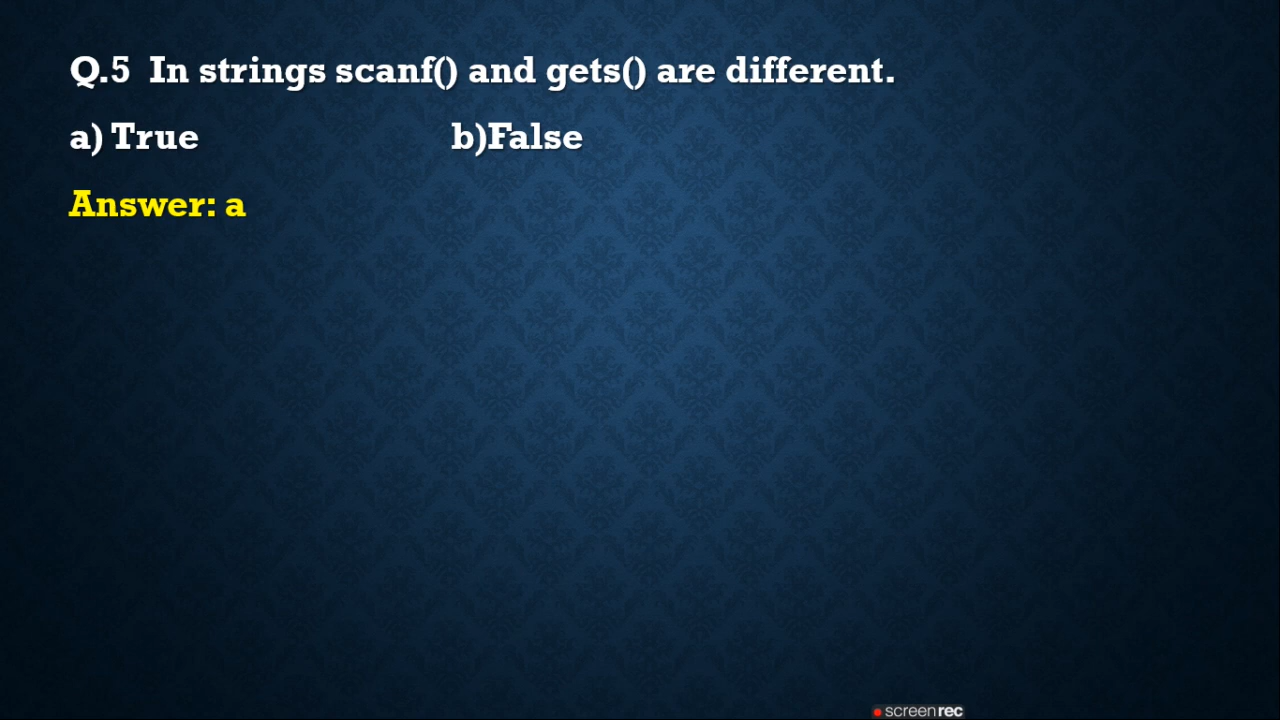 Q.5 In strings scanf() and gets() are different.
a) True b)False
Answer: a
screenrec